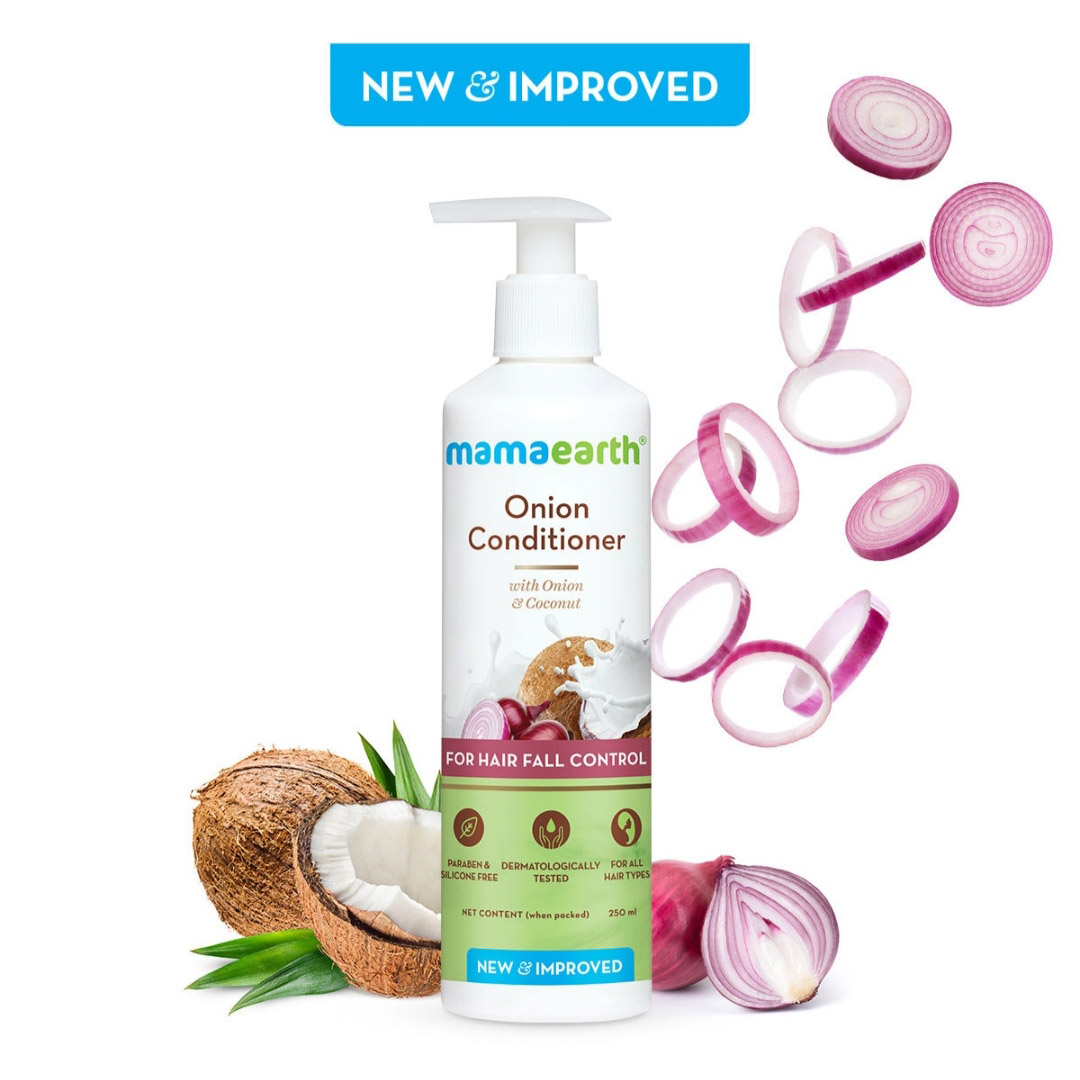 NEW & IMPROVED
mamaearth®
Onion
Conditioner
with Onion
& Coconut
FOR HAIR FALL CONTROL
PARABEN &
SILICONE FREE
DERMATOLOGICALLY
TESTED
FOR ALL
HAIR TYPES
NET CONTENT (when packed) 250 ml
NEW & IMPROVED